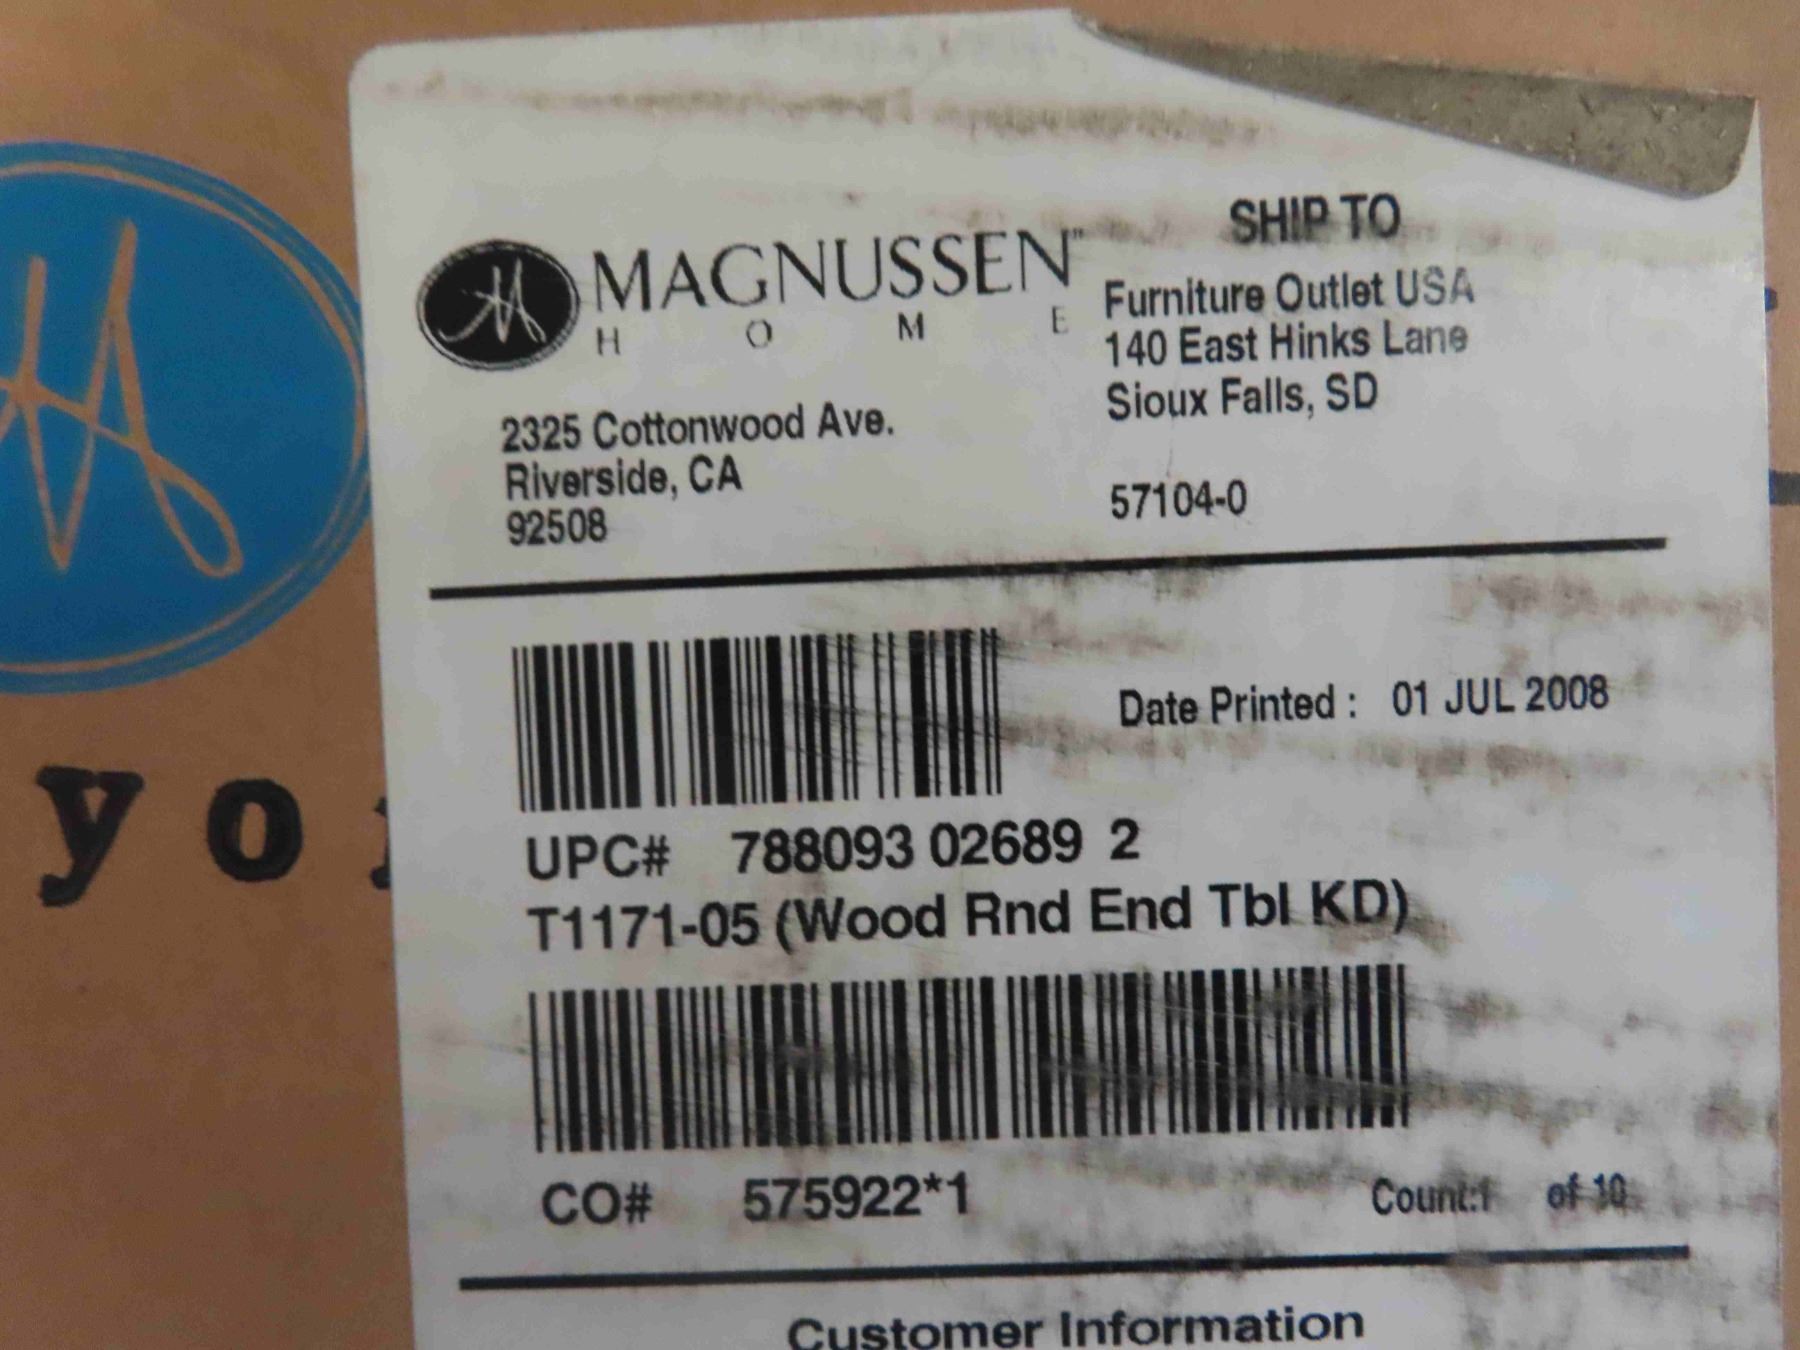 MAGNUSSEN™
H O M E
2325 Cottonwood Ave.
Riverside, CA
92508
SHIP TO
Furniture Outlet USA
140 East Hinks Lane
Sioux Falls, SD
57104-0
Date Printed : 01 JUL 2008
UPC# 788093 02689 2
T1171-05 (Wood Rnd End Tbl KD)
CO# 575922*1
Count:1 of 10
Customer Information
yo